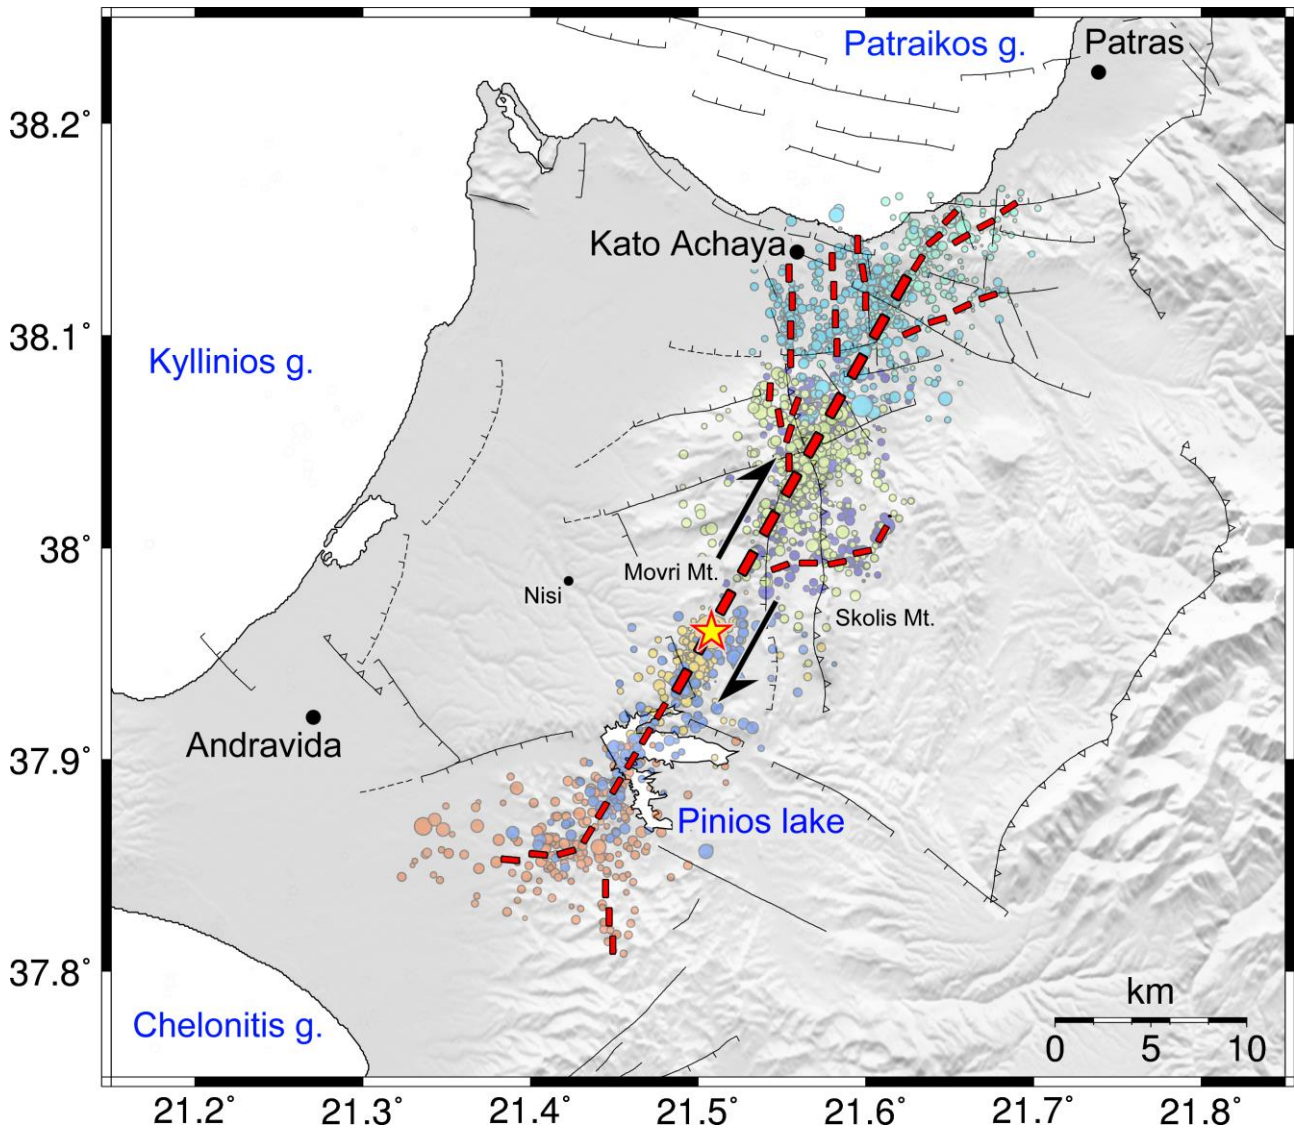 Patraikos g.
Patras
38.2°
Kato Achaya
38.1°
Kyllinios g.
38°
Movri Mt.
Nisi
Skolis Mt.
Andravida
37.9°
Pinios lake
37.8°
km
Chelonitis g.
0 5 10
21.2° 21.3° 21.4° 21.5° 21.6° 21.7° 21.8°